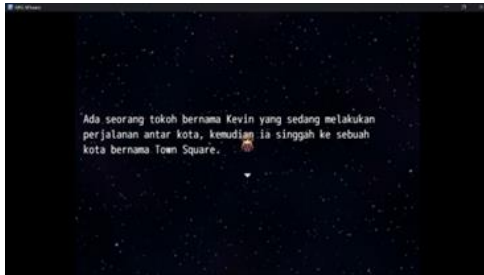 Ada seorang tokoh bernama Kevin yang sedang melakukan
perjalanan antar kota, kemudian ia singgah ke sebuah
kota bernama Town Square.